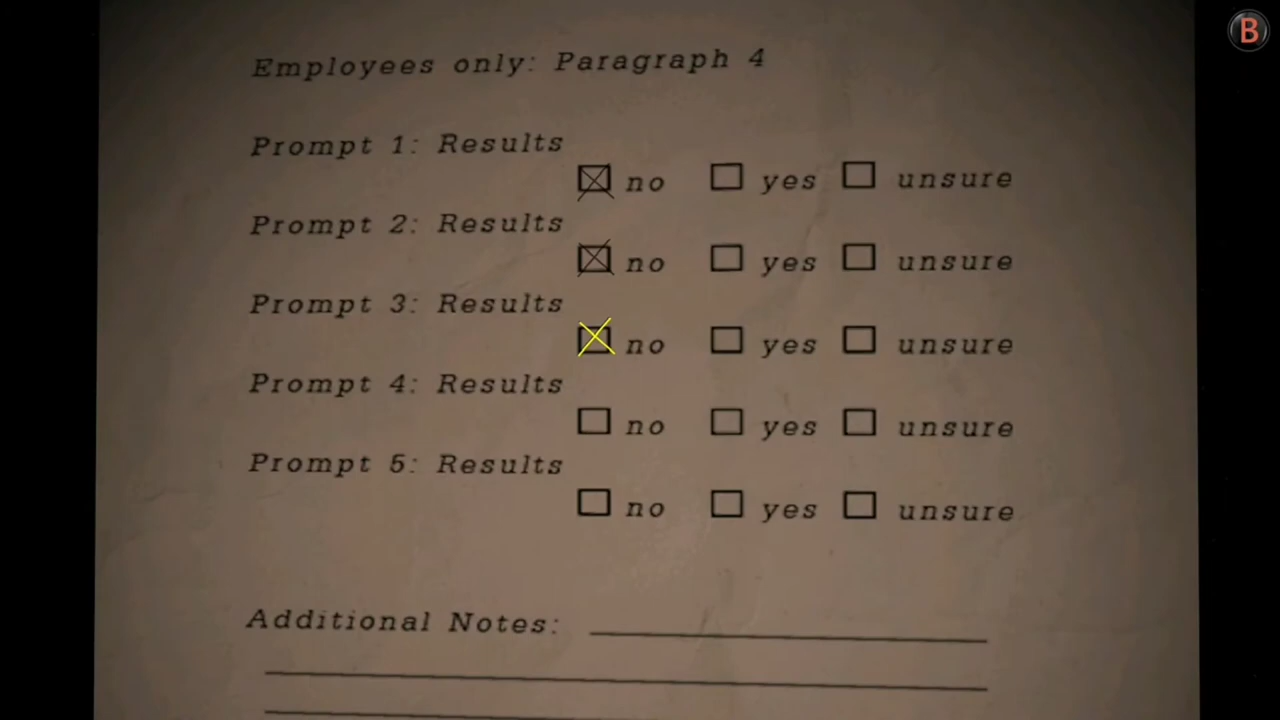 B
Employees only: Paragraph 4
Prompt 1: Results
no yes unsure
Prompt 2: Results
no yes unsure
Prompt 3: Results
no yes unsure
Prompt 4: Results
no yes unsure
Prompt 5: Results
no yes unsure
Additional Notes: